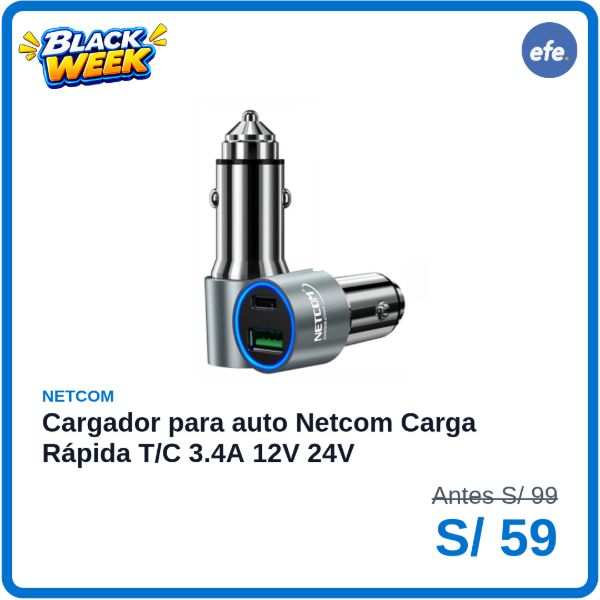 BLACK
WEEK
efe.
NETCOM
NETCOM
Cargador para auto Netcom Carga
Rápida T/C 3.4A 12V 24V
Antes S/ 99
S/ 59